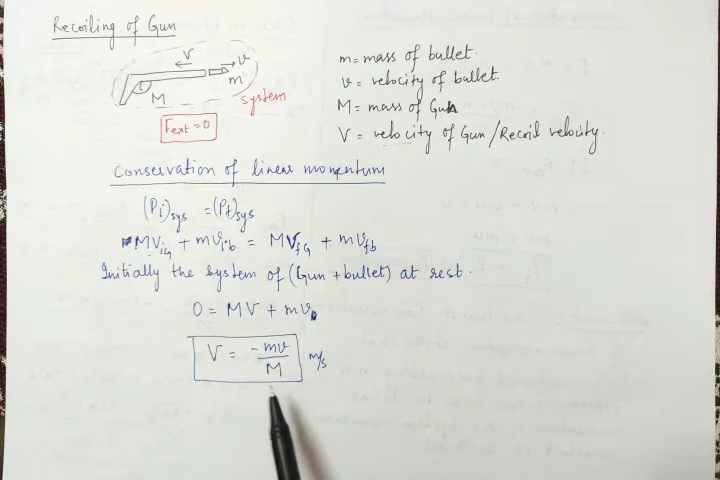 Recoiling of Gun
V
v
m
M
System
Fext = 0
m = mass of bullet.
v = velocity of bullet.
M = mass of Gun
V = velocity of Gun / Recoil velocity.
Conservation of linear momentum
(Pi)sys = (Pf)sys
MViG + mvib = MVfG + mvfb
Initially the system of (Gun + bullet) at rest.
0 = MV + mv
V = -mv/M m/s